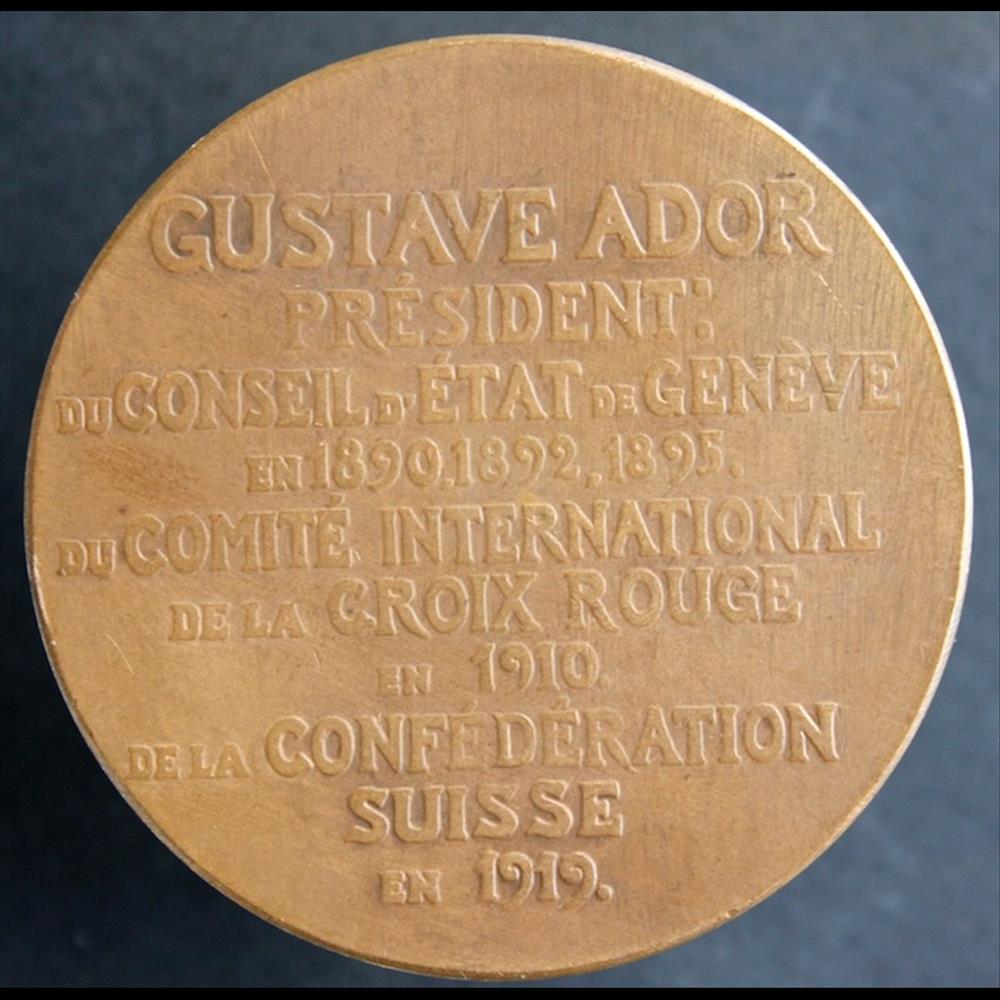 GUSTAVE ADOR
PRÉSIDENT:
DU CONSEIL D'ÉTAT DE GENÈVE
EN 1890,1892,1895.
DU COMITÉ INTERNATIONAL
DE LA CROIX ROUGE
EN 1910.
DE LA CONFÉDÉRATION
SUISSE
EN 1919.